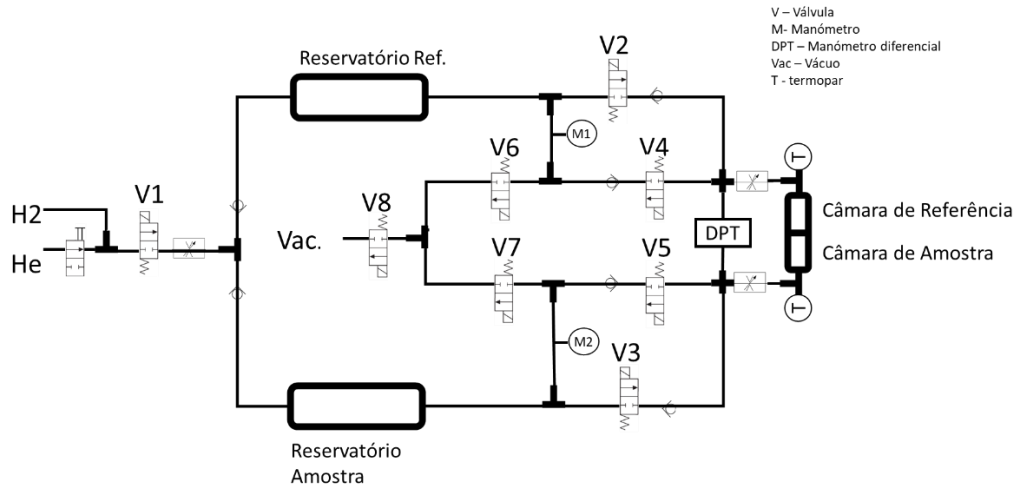 V – Válvula
M- Manómetro
DPT – Manómetro diferencial
Vac – Vácuo
T - termopar
V2
Reservatório Ref.
M1
V6
V4
T
V1
V8
H2
Câmara de Referência
Vac.
DPT
He
Câmara de Amostra
V7
V5
T
M2
V3
Reservatório
Amostra